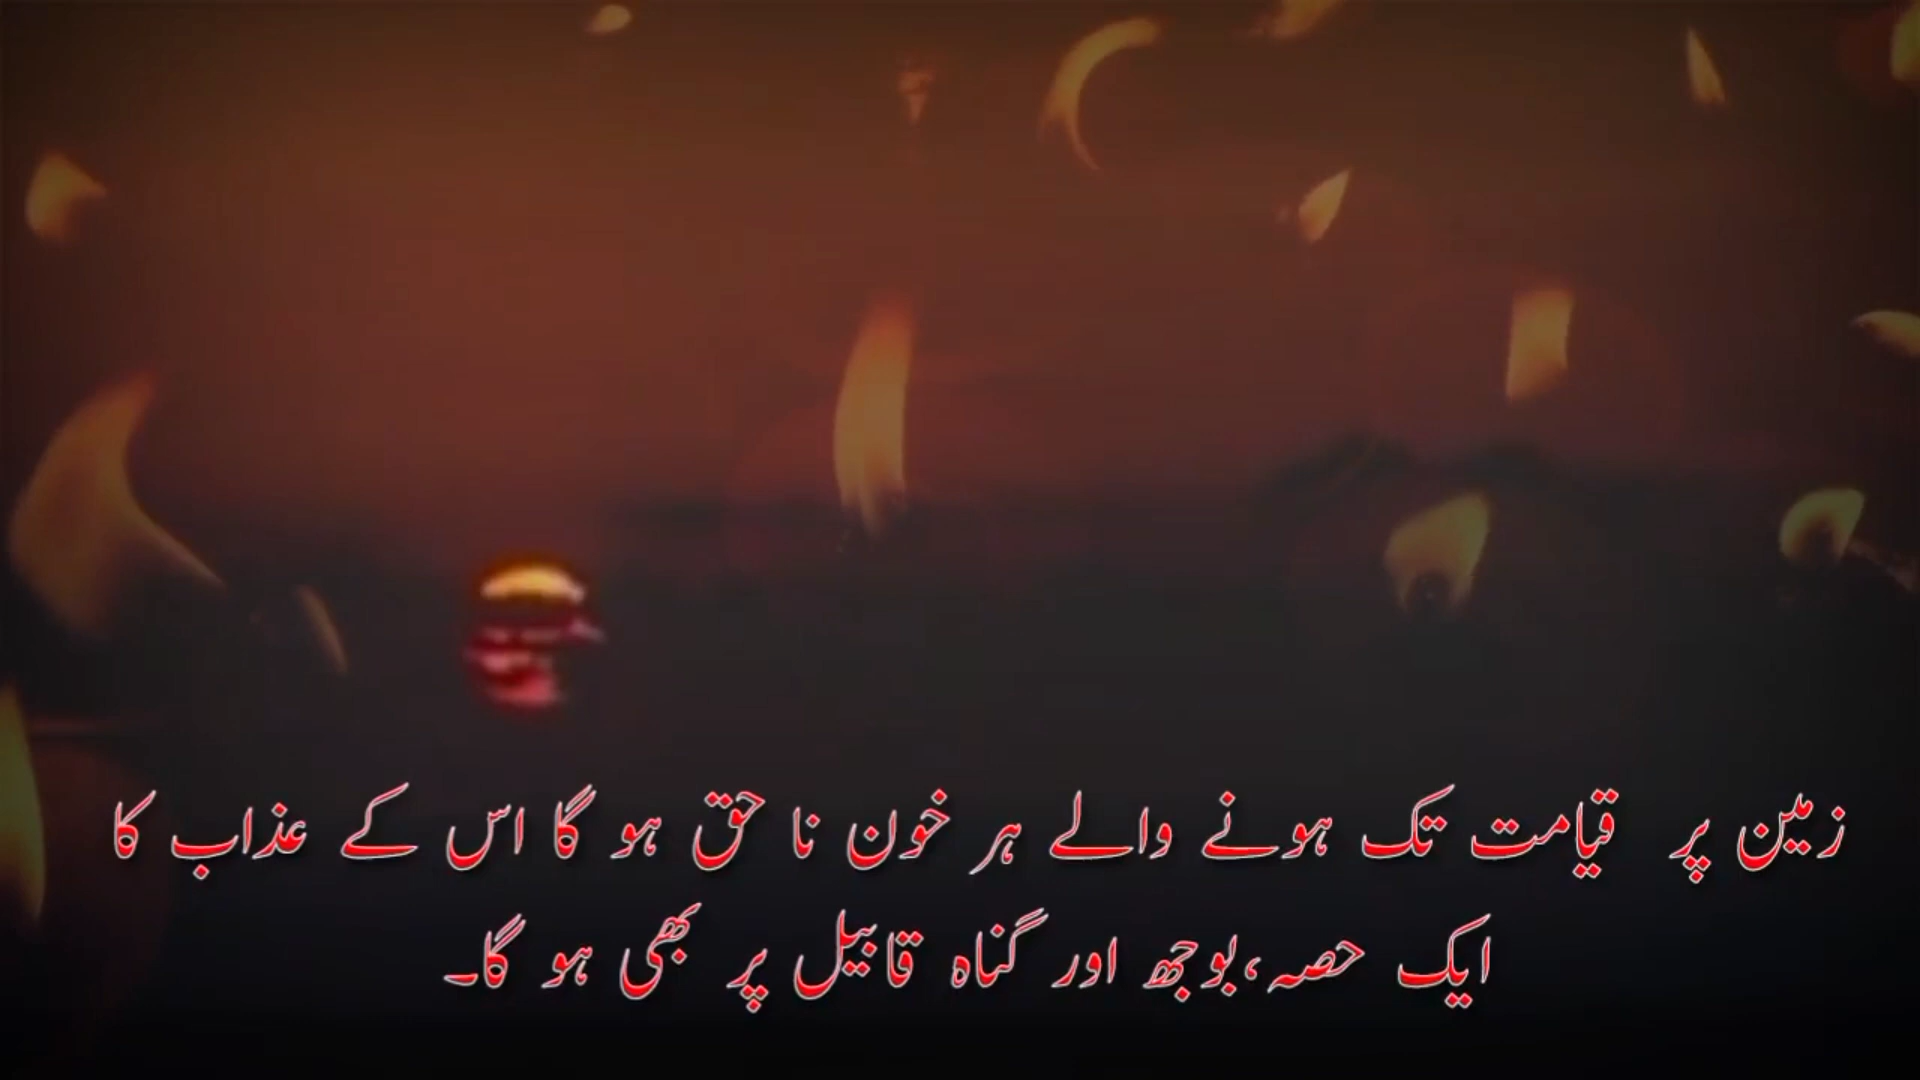 زمین پر قیامت تک ہونے والے ہر خون نا حق ہو گا اس کے عذاب کا
ایک حصہ،بوجھ اور گناہ قابیل پر بھی ہو گا۔